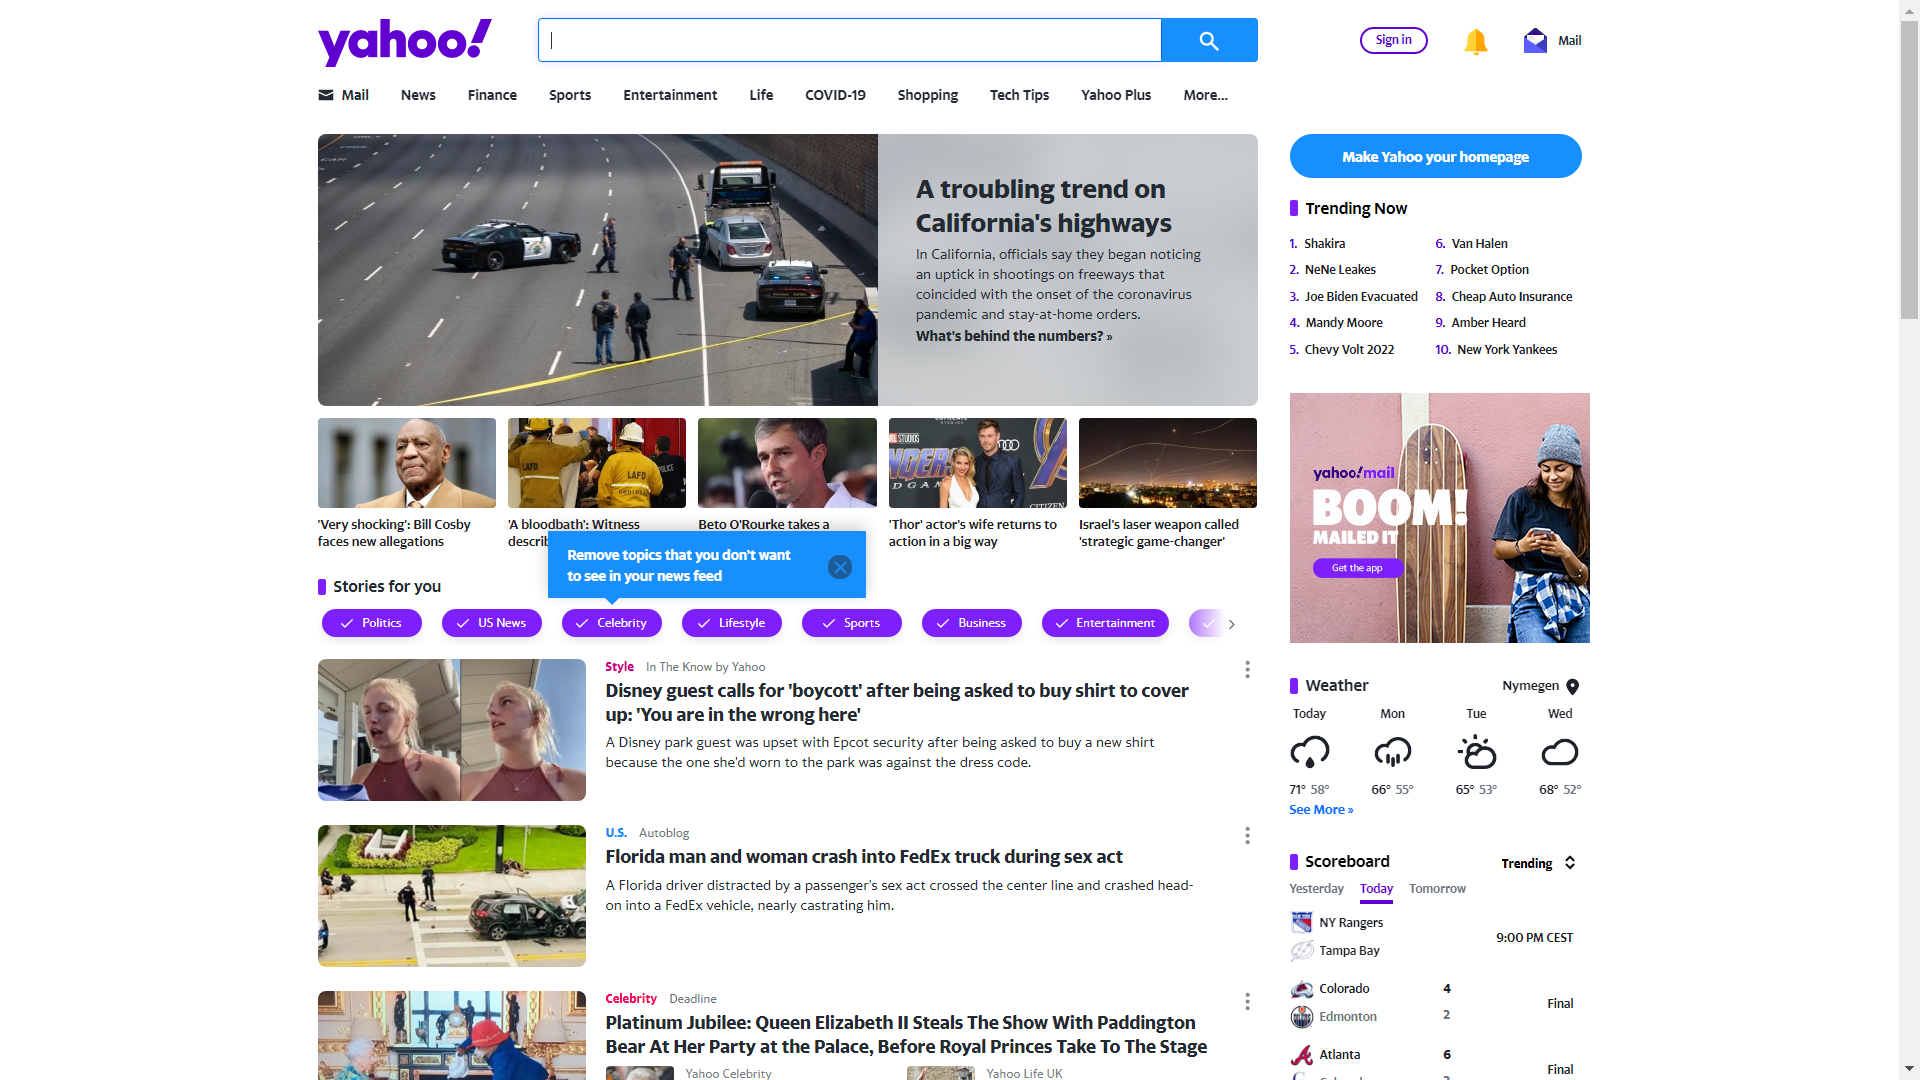 yahoo!
Sign in
Mail
Mail
News
Finance
Sports
Entertainment
Life
COVID-19
Shopping
Tech Tips
Yahoo Plus
More...
A troubling trend on
California's highways
In California, officials say they began noticing
an uptick in shootings on freeways that
coincided with the onset of the coronavirus
pandemic and stay-at-home orders.
What's behind the numbers? »
'Very shocking': Bill Cosby
faces new allegations
LAFD
LAFD
'A bloodbath': Witness
Beto O'Rourke takes a
'Thor' actor's wife returns to
action in a big way
Israel's laser weapon called
'strategic game-changer'
Remove topics that you don't want
to see in your news feed
Stories for you
Politics
US News
Celebrity
Lifestyle
Sports
Business
Entertainment
Style In The Know by Yahoo
Disney guest calls for 'boycott' after being asked to buy shirt to cover
up: 'You are in the wrong here'
A Disney park guest was upset with Epcot security after being asked to buy a new shirt
because the one she'd worn to the park was against the dress code.
U.S. Autoblog
Florida man and woman crash into FedEx truck during sex act
A Florida driver distracted by a passenger's sex act crossed the center line and crashed head-
on into a FedEx vehicle, nearly castrating him.
Celebrity Deadline
Platinum Jubilee: Queen Elizabeth II Steals The Show With Paddington
Bear At Her Party at the Palace, Before Royal Princes Take To The Stage
Yahoo Celebrity
Yahoo Life UK
Make Yahoo your homepage
Trending Now
1. Shakira
2. NeNe Leakes
3. Joe Biden Evacuated
4. Mandy Moore
5. Chevy Volt 2022
6. Van Halen
7. Pocket Option
8. Cheap Auto Insurance
9. Amber Heard
10. New York Yankees
yahoo!mail
BOOM!
MAILED IT
Get the app
Weather
Nymegen
Today Mon Tue Wed
71° 58° 66° 55° 65° 53° 68° 52°
See More »
Scoreboard
Trending
Yesterday Today Tomorrow
NY Rangers
Tampa Bay
9:00 PM CEST
Colorado 4
Edmonton 2
Final
Atlanta 6
Final